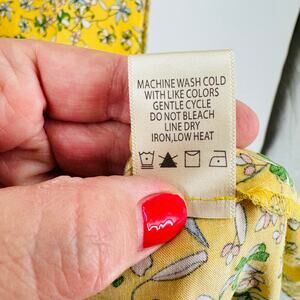 MACHINE WASH COLD
WITH LIKE COLORS
GENTLE CYCLE
DO NOT BLEACH
LINE DRY
IRON,LOW HEAT